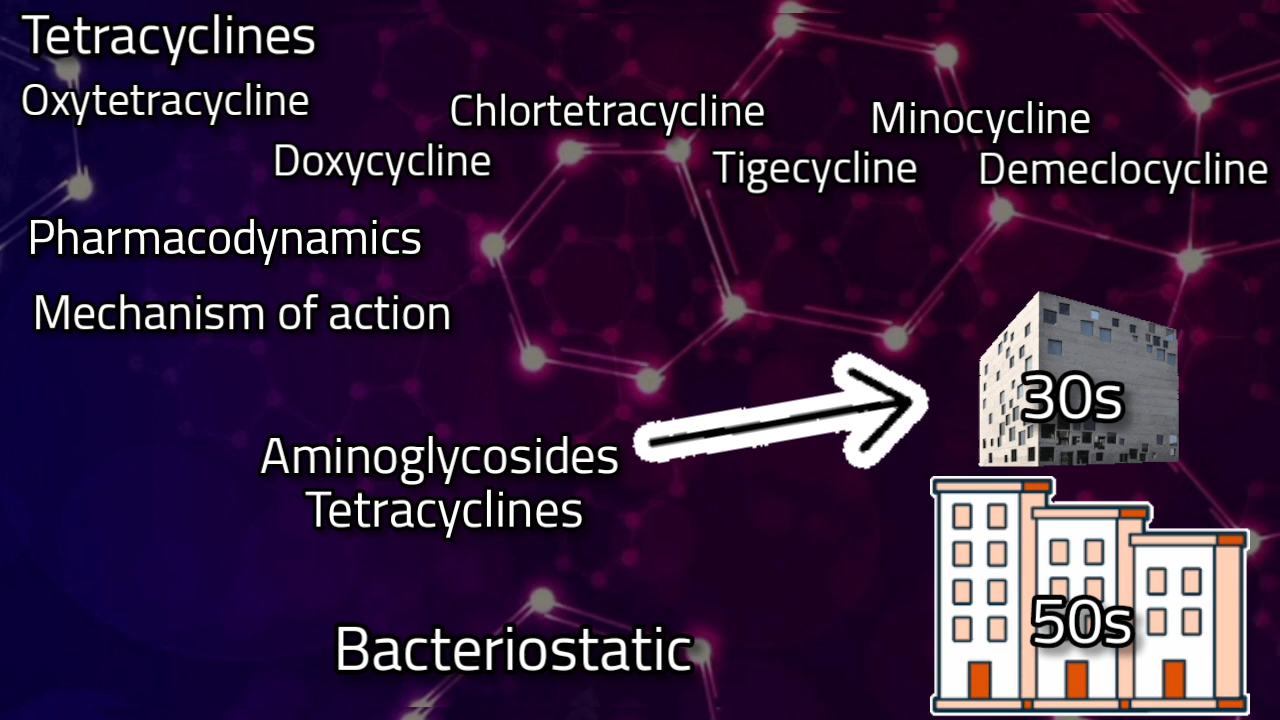 Tetracyclines
Oxytetracycline
Chlortetracycline
Minocycline
Doxycycline
Tigecycline
Demeclocycline
Pharmacodynamics
Mechanism of action
30s
Aminoglycosides
Tetracyclines
50s
Bacteriostatic